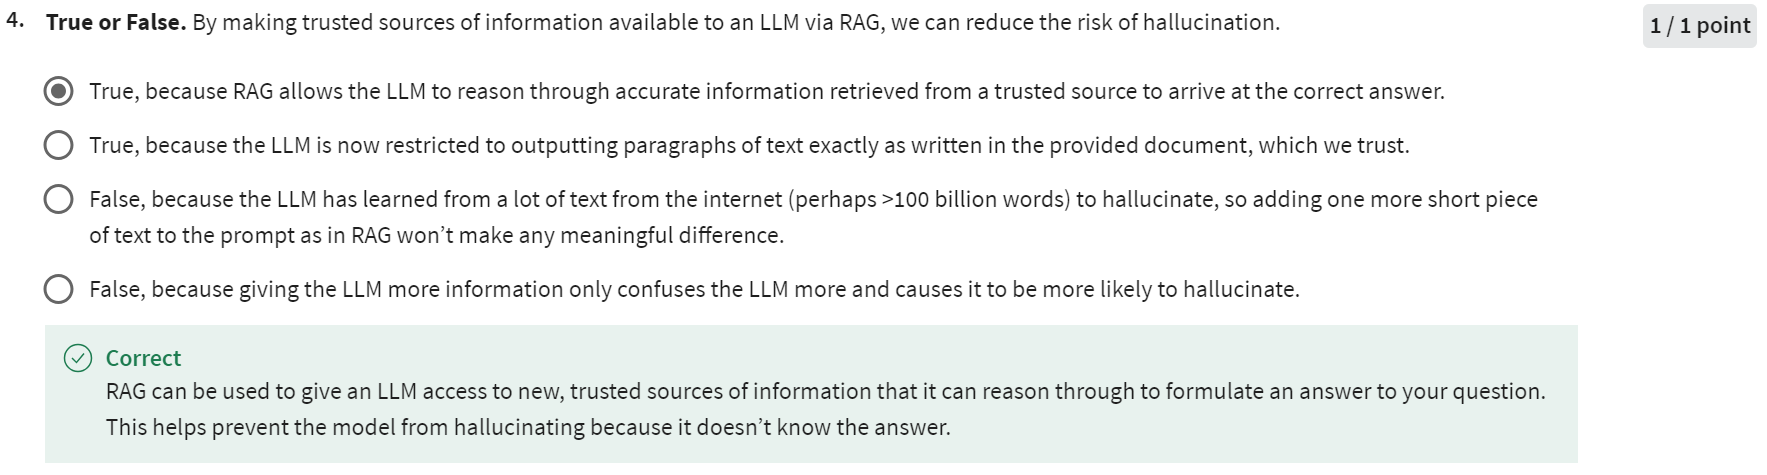 4. True or False. By making trusted sources of information available to an LLM via RAG, we can reduce the risk of hallucination.
1 / 1 point
True, because RAG allows the LLM to reason through accurate information retrieved from a trusted source to arrive at the correct answer.
True, because the LLM is now restricted to outputting paragraphs of text exactly as written in the provided document, which we trust.
False, because the LLM has learned from a lot of text from the internet (perhaps >100 billion words) to hallucinate, so adding one more short piece
of text to the prompt as in RAG won’t make any meaningful difference.
False, because giving the LLM more information only confuses the LLM more and causes it to be more likely to hallucinate.
Correct
RAG can be used to give an LLM access to new, trusted sources of information that it can reason through to formulate an answer to your question.
This helps prevent the model from hallucinating because it doesn’t know the answer.